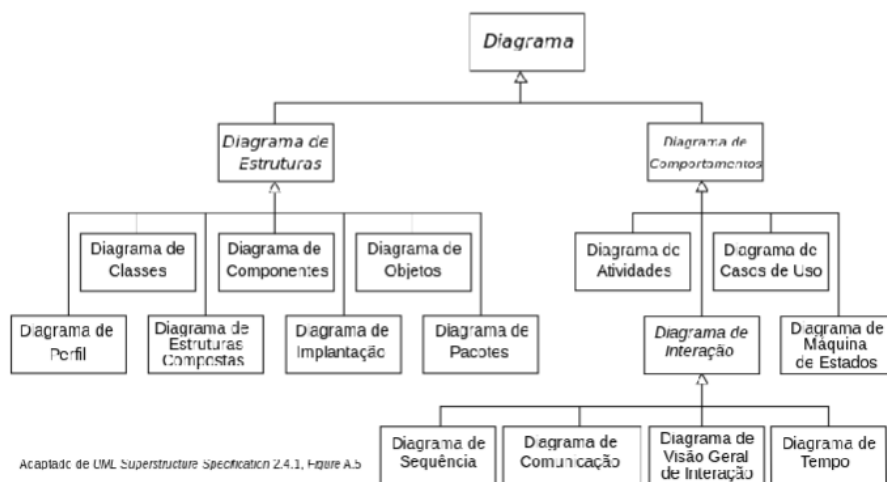 Diagrama
Diagrama de
Estruturas
Diagrama de
Comportamentos
Diagrama de
Classes
Diagrama de
Componentes
Diagrama de
Objetos
Diagrama de
Atividades
Diagrama de
Casos de Uso
Diagrama de
Perfil
Diagrama de
Estruturas
Compostas
Diagrama de
Implantação
Diagrama de
Pacotes
Diagrama de
Interação
Diagrama de
Máquina
de Estados
Diagrama de
Sequência
Diagrama de
Comunicação
Diagrama de
Visão Geral
de Interação
Diagrama de
Tempo
Adaptado de UML Superstructure Specification 2.4.1, Figure A.5